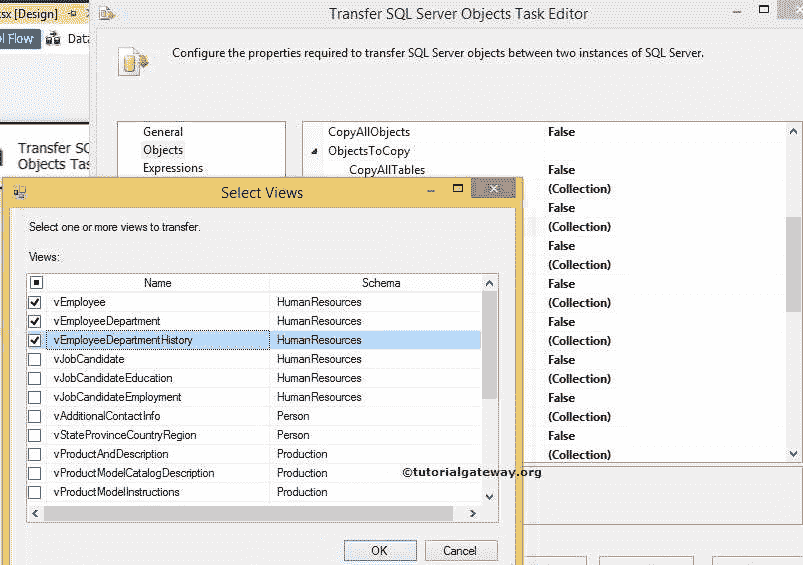 sx [Design]
Transfer SQL Server Objects Task Editor
l Flow
Data
Configure the properties required to transfer SQL Server objects between two instances of SQL Server.
General
Objects
Expressions
CopyAllObjects False
ObjectsToCopy
CopyAllTables False
(Collection)
False
(Collection)
False
(Collection)
False
(Collection)
False
(Collection)
False
(Collection)
False
(Collection)
False
(Collection)
Transfer SQ
Objects Tas
Select Views
Select one or more views to transfer.
Views:
Name Schema
vEmployee HumanResources
vEmployeeDepartment HumanResources
vEmployeeDepartmentHistory HumanResources
vJobCandidate HumanResources
vJobCandidateEducation HumanResources
vJobCandidateEmployment HumanResources
vAdditionalContactInfo Person
vStateProvinceCountryRegion Person
vProductAndDescription Production
vProductModelCatalogDescription Production
vProductModelInstructions Production
©tutorialgateway.org
OK Cancel